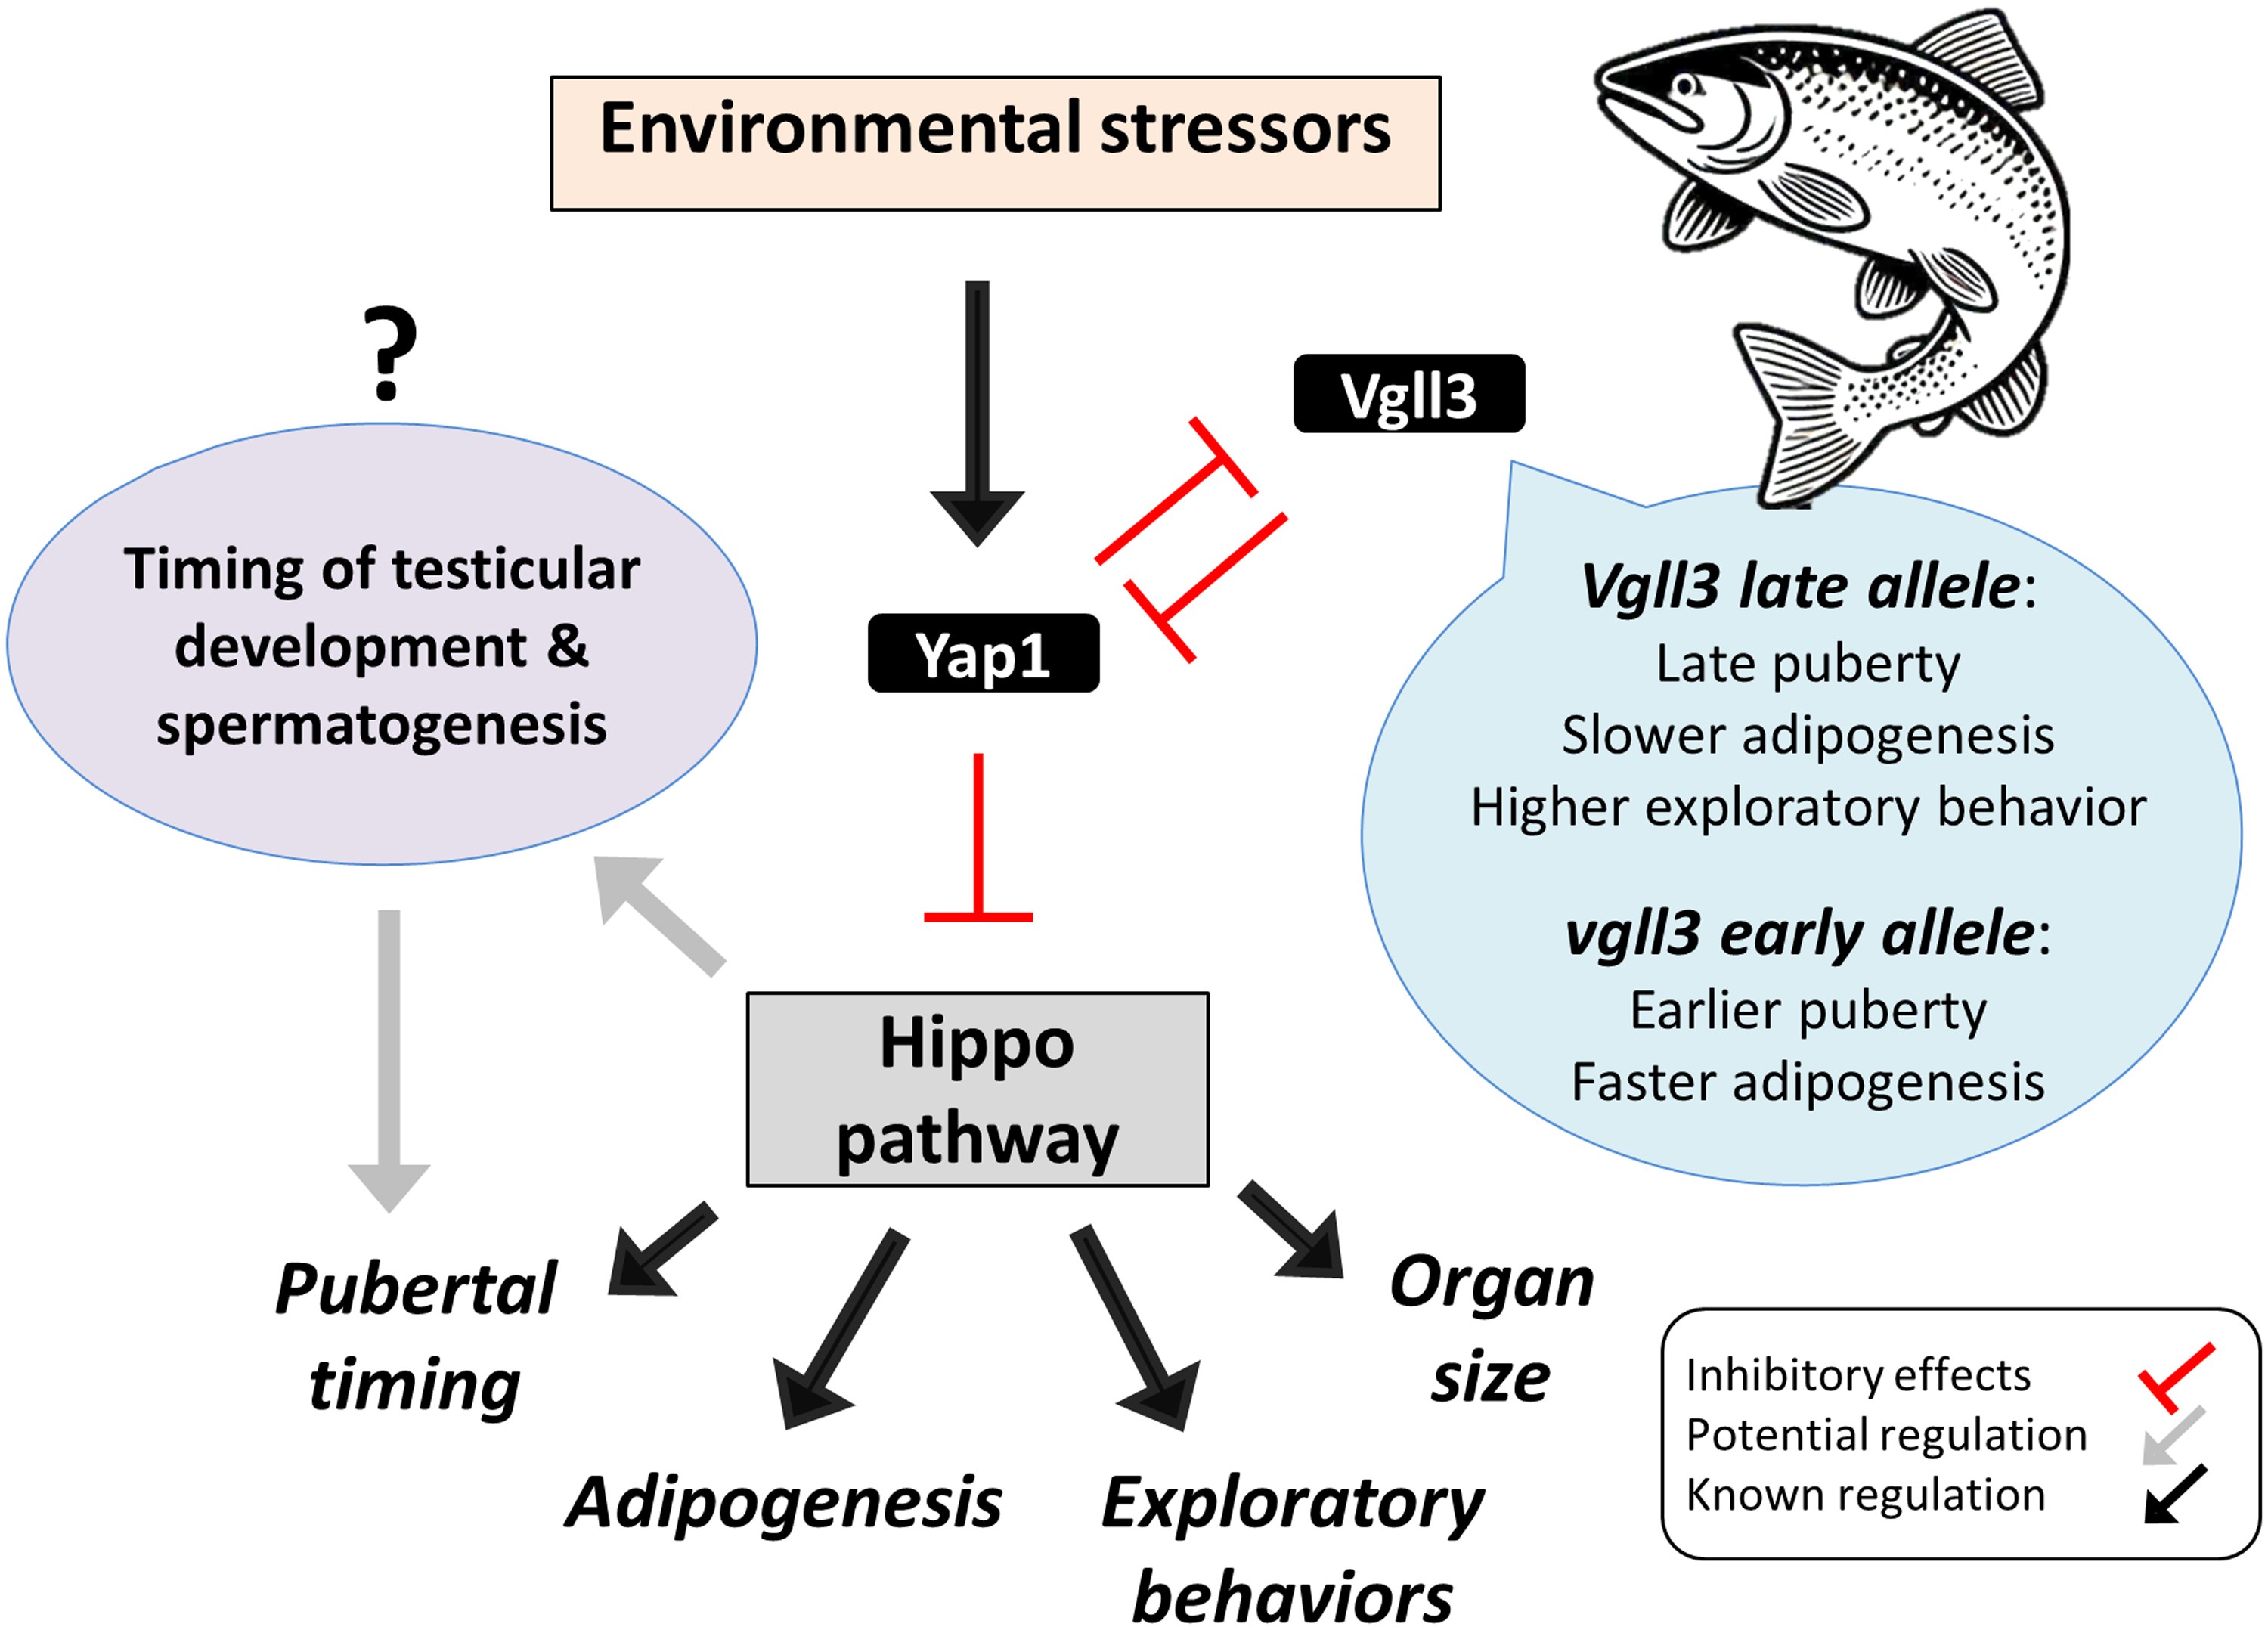 Environmental stressors
?
Vgll3
Timing of testicular
development &
spermatogenesis
Yap1
Vgll3 late allele:
Late puberty
Slower adipogenesis
Higher exploratory behavior
vgll3 early allele:
Earlier puberty
Faster adipogenesis
Hippo
pathway
Pubertal
timing
Adipogenesis
Exploratory
behaviors
Organ
size
Inhibitory effects
Potential regulation
Known regulation